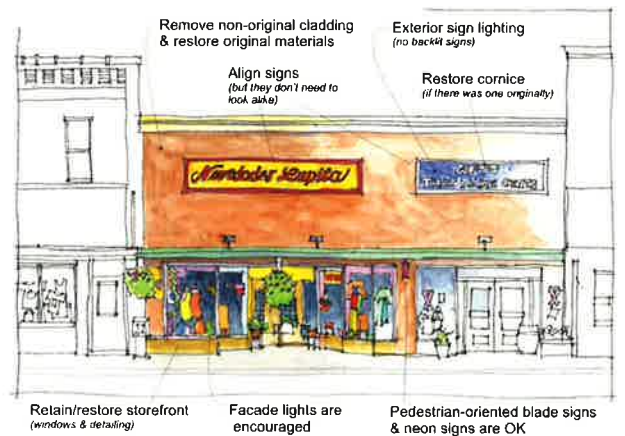 Remove non-original cladding
& restore original materials
Exterior sign lighting
(no backlit signs)
Align signs
(but they don't need to
look alike)
Restore cornice
(if there was one originally)
Retain/restore storefront
(windows & detailing)
Facade lights are
encouraged
Pedestrian-oriented blade signs
& neon signs are OK